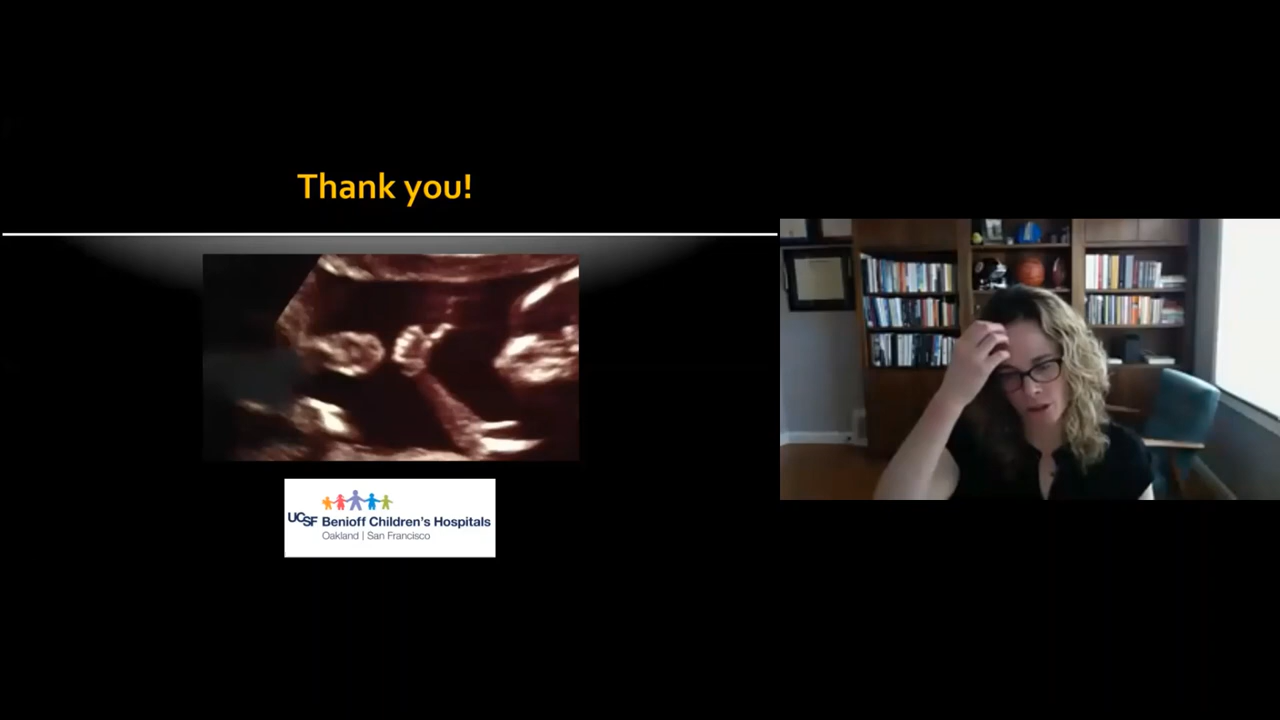 Thank you!
UCSF Benioff Children's Hospitals
Oakland | San Francisco